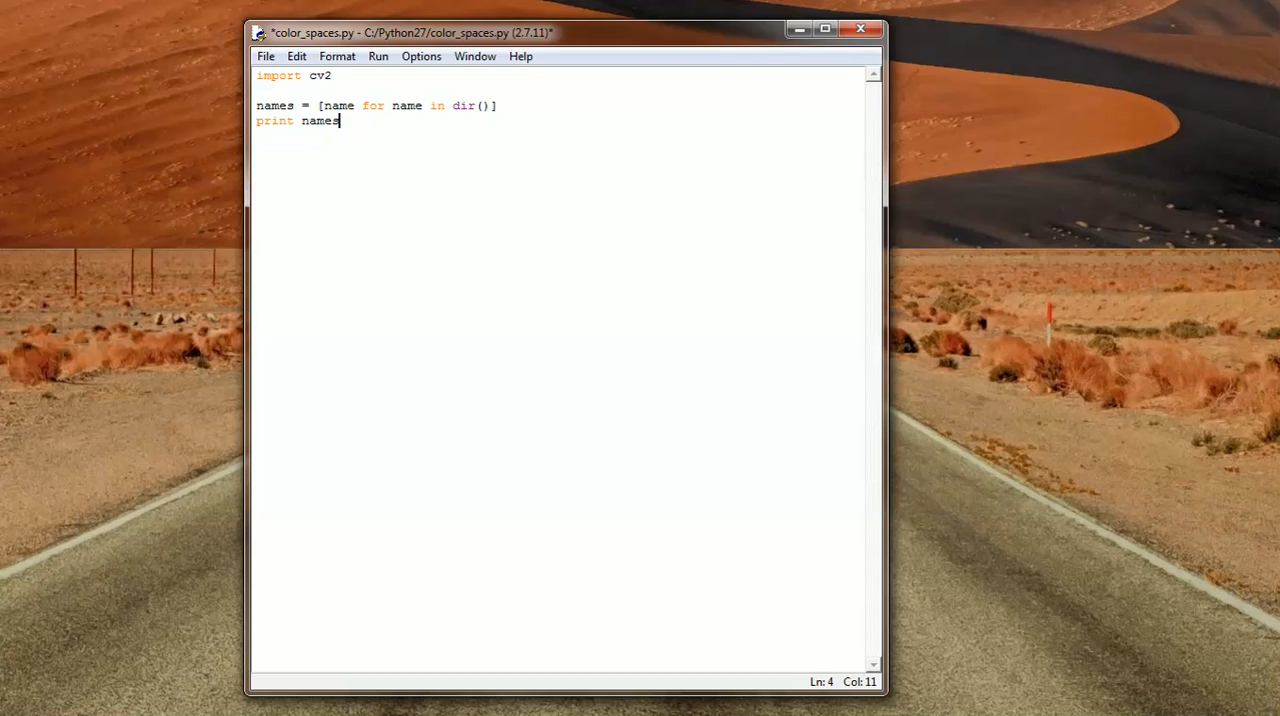 *color_spaces.py - C:/Python27/color_spaces.py (2.7.11)*
File Edit Format Run Options Window Help
import cv2
names = [name for name in dir()]
print names
Ln: 4 Col: 11